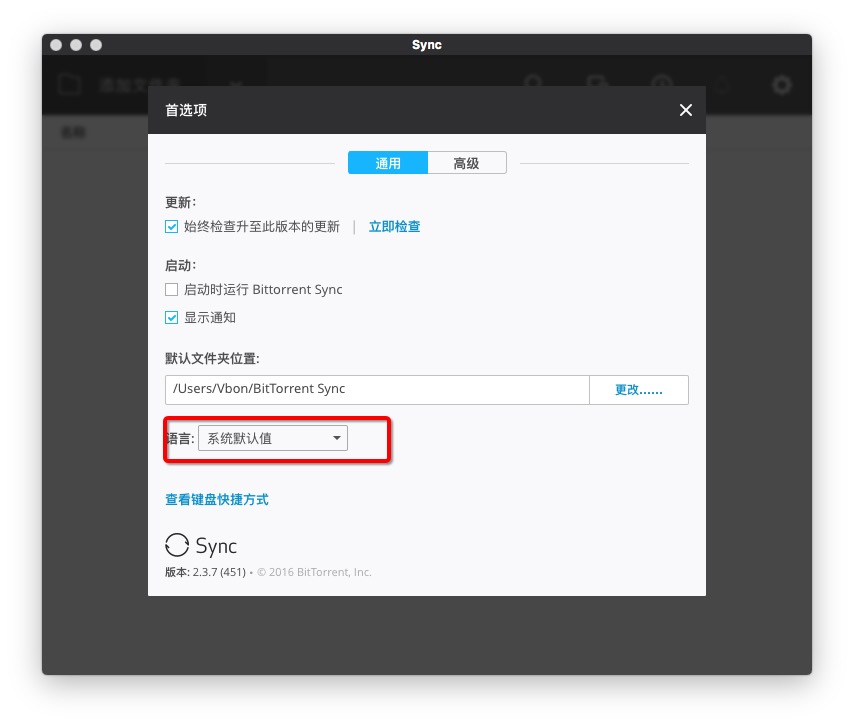 Sync
添加文件夹
名称
首选项
通用 高级
更新:
始终检查升至此版本的更新 | 立即检查
启动:
启动时运行 Bittorrent Sync
显示通知
默认文件夹位置:
/Users/Vbon/BitTorrent Sync 更改......
语言: 系统默认值
查看键盘快捷方式
Sync
版本: 2.3.7 (451) • © 2016 BitTorrent, Inc.